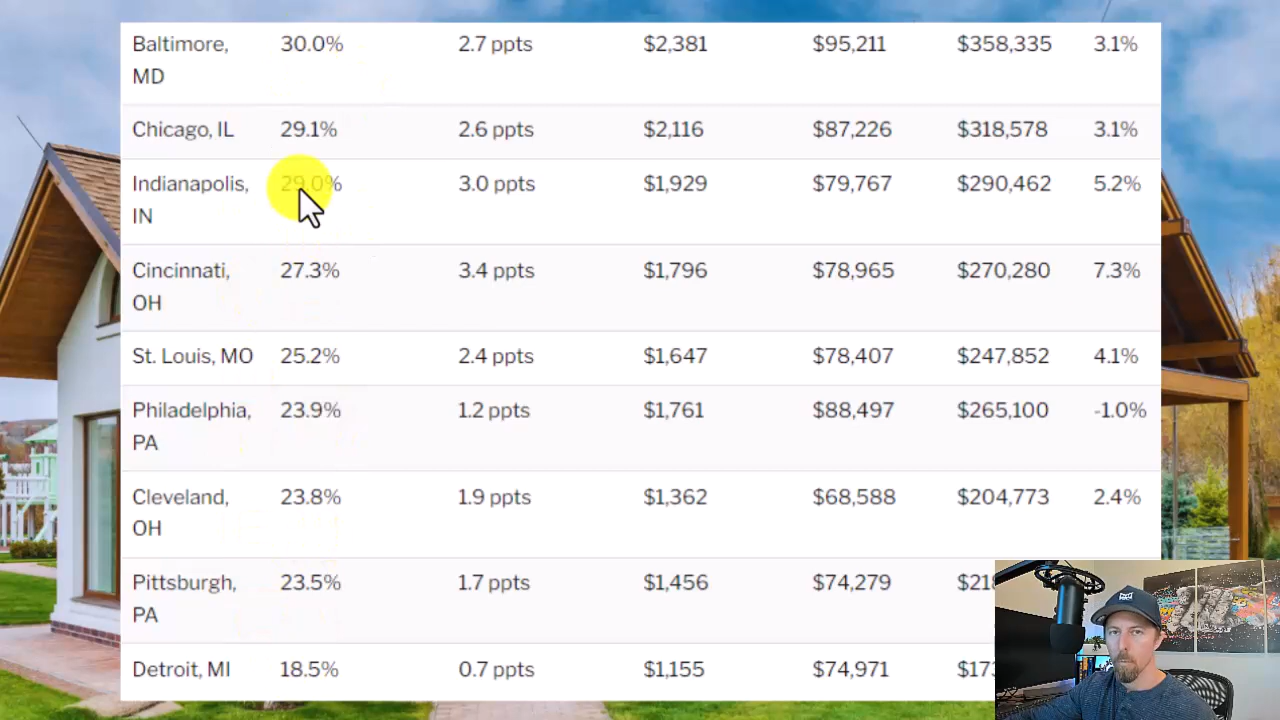 Baltimore, MD 30.0% 2.7 ppts $2,381 $95,211 $358,335 3.1%
Chicago, IL 29.1% 2.6 ppts $2,116 $87,226 $318,578 3.1%
Indianapolis, IN 29.0% 3.0 ppts $1,929 $79,767 $290,462 5.2%
Cincinnati, OH 27.3% 3.4 ppts $1,796 $78,965 $270,280 7.3%
St. Louis, MO 25.2% 2.4 ppts $1,647 $78,407 $247,852 4.1%
Philadelphia, PA 23.9% 1.2 ppts $1,761 $88,497 $265,100 -1.0%
Cleveland, OH 23.8% 1.9 ppts $1,362 $68,588 $204,773 2.4%
Pittsburgh, PA 23.5% 1.7 ppts $1,456 $74,279
Detroit, MI 18.5% 0.7 ppts $1,155 $74,971